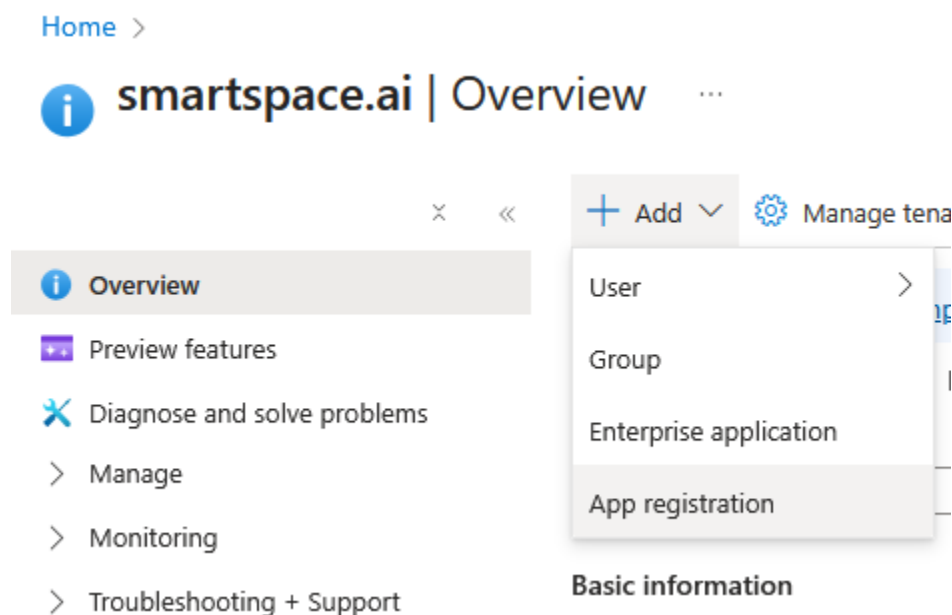 Home >
smartspace.ai | Overview ...
+ Add Manage tena
Overview
Preview features
Diagnose and solve problems
Manage
Monitoring
Troubleshooting + Support
User
Group
Enterprise application
App registration
Basic information